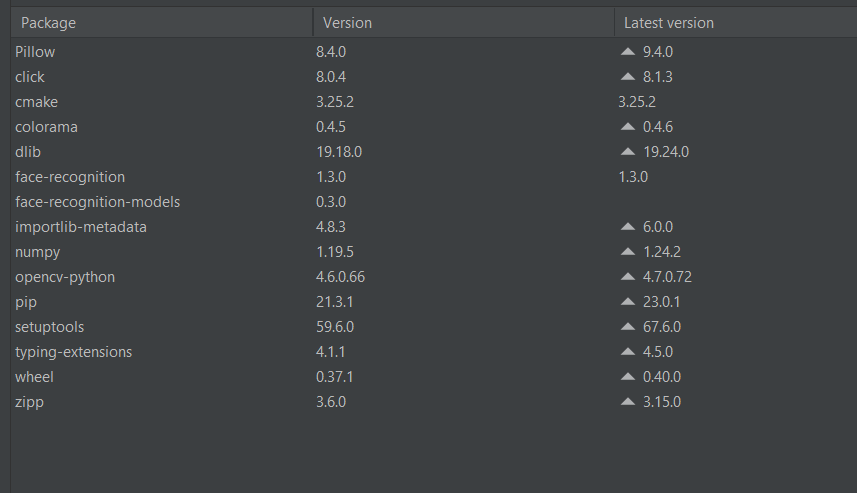 Package Version Latest version
Pillow 8.4.0 9.4.0
click 8.0.4 8.1.3
cmake 3.25.2 3.25.2
colorama 0.4.5 0.4.6
dlib 19.18.0 19.24.0
face-recognition 1.3.0 1.3.0
face-recognition-models 0.3.0
importlib-metadata 4.8.3 6.0.0
numpy 1.19.5 1.24.2
opencv-python 4.6.0.66 4.7.0.72
pip 21.3.1 23.0.1
setuptools 59.6.0 67.6.0
typing-extensions 4.1.1 4.5.0
wheel 0.37.1 0.40.0
zipp 3.6.0 3.15.0